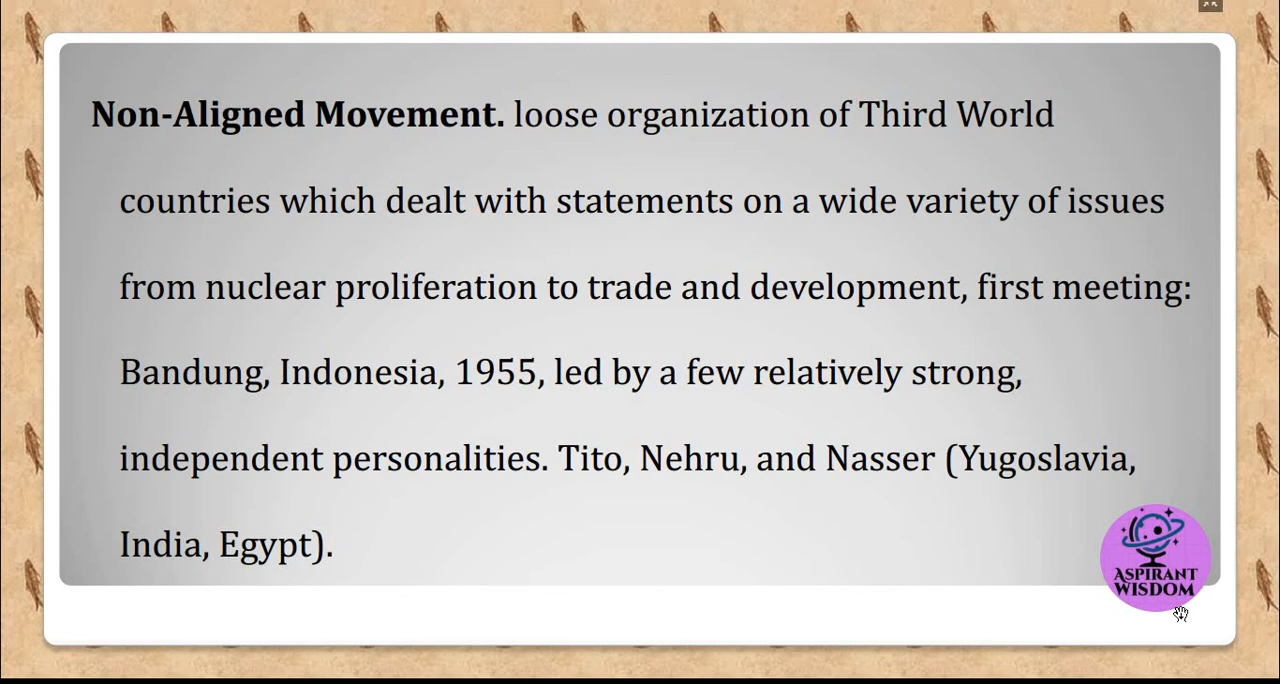 Non-Aligned Movement. loose organization of Third World
countries which dealt with statements on a wide variety of issues
from nuclear proliferation to trade and development, first meeting:
Bandung, Indonesia, 1955, led by a few relatively strong,
independent personalities. Tito, Nehru, and Nasser (Yugoslavia,
India, Egypt).
ASPIRANT
WISDOM